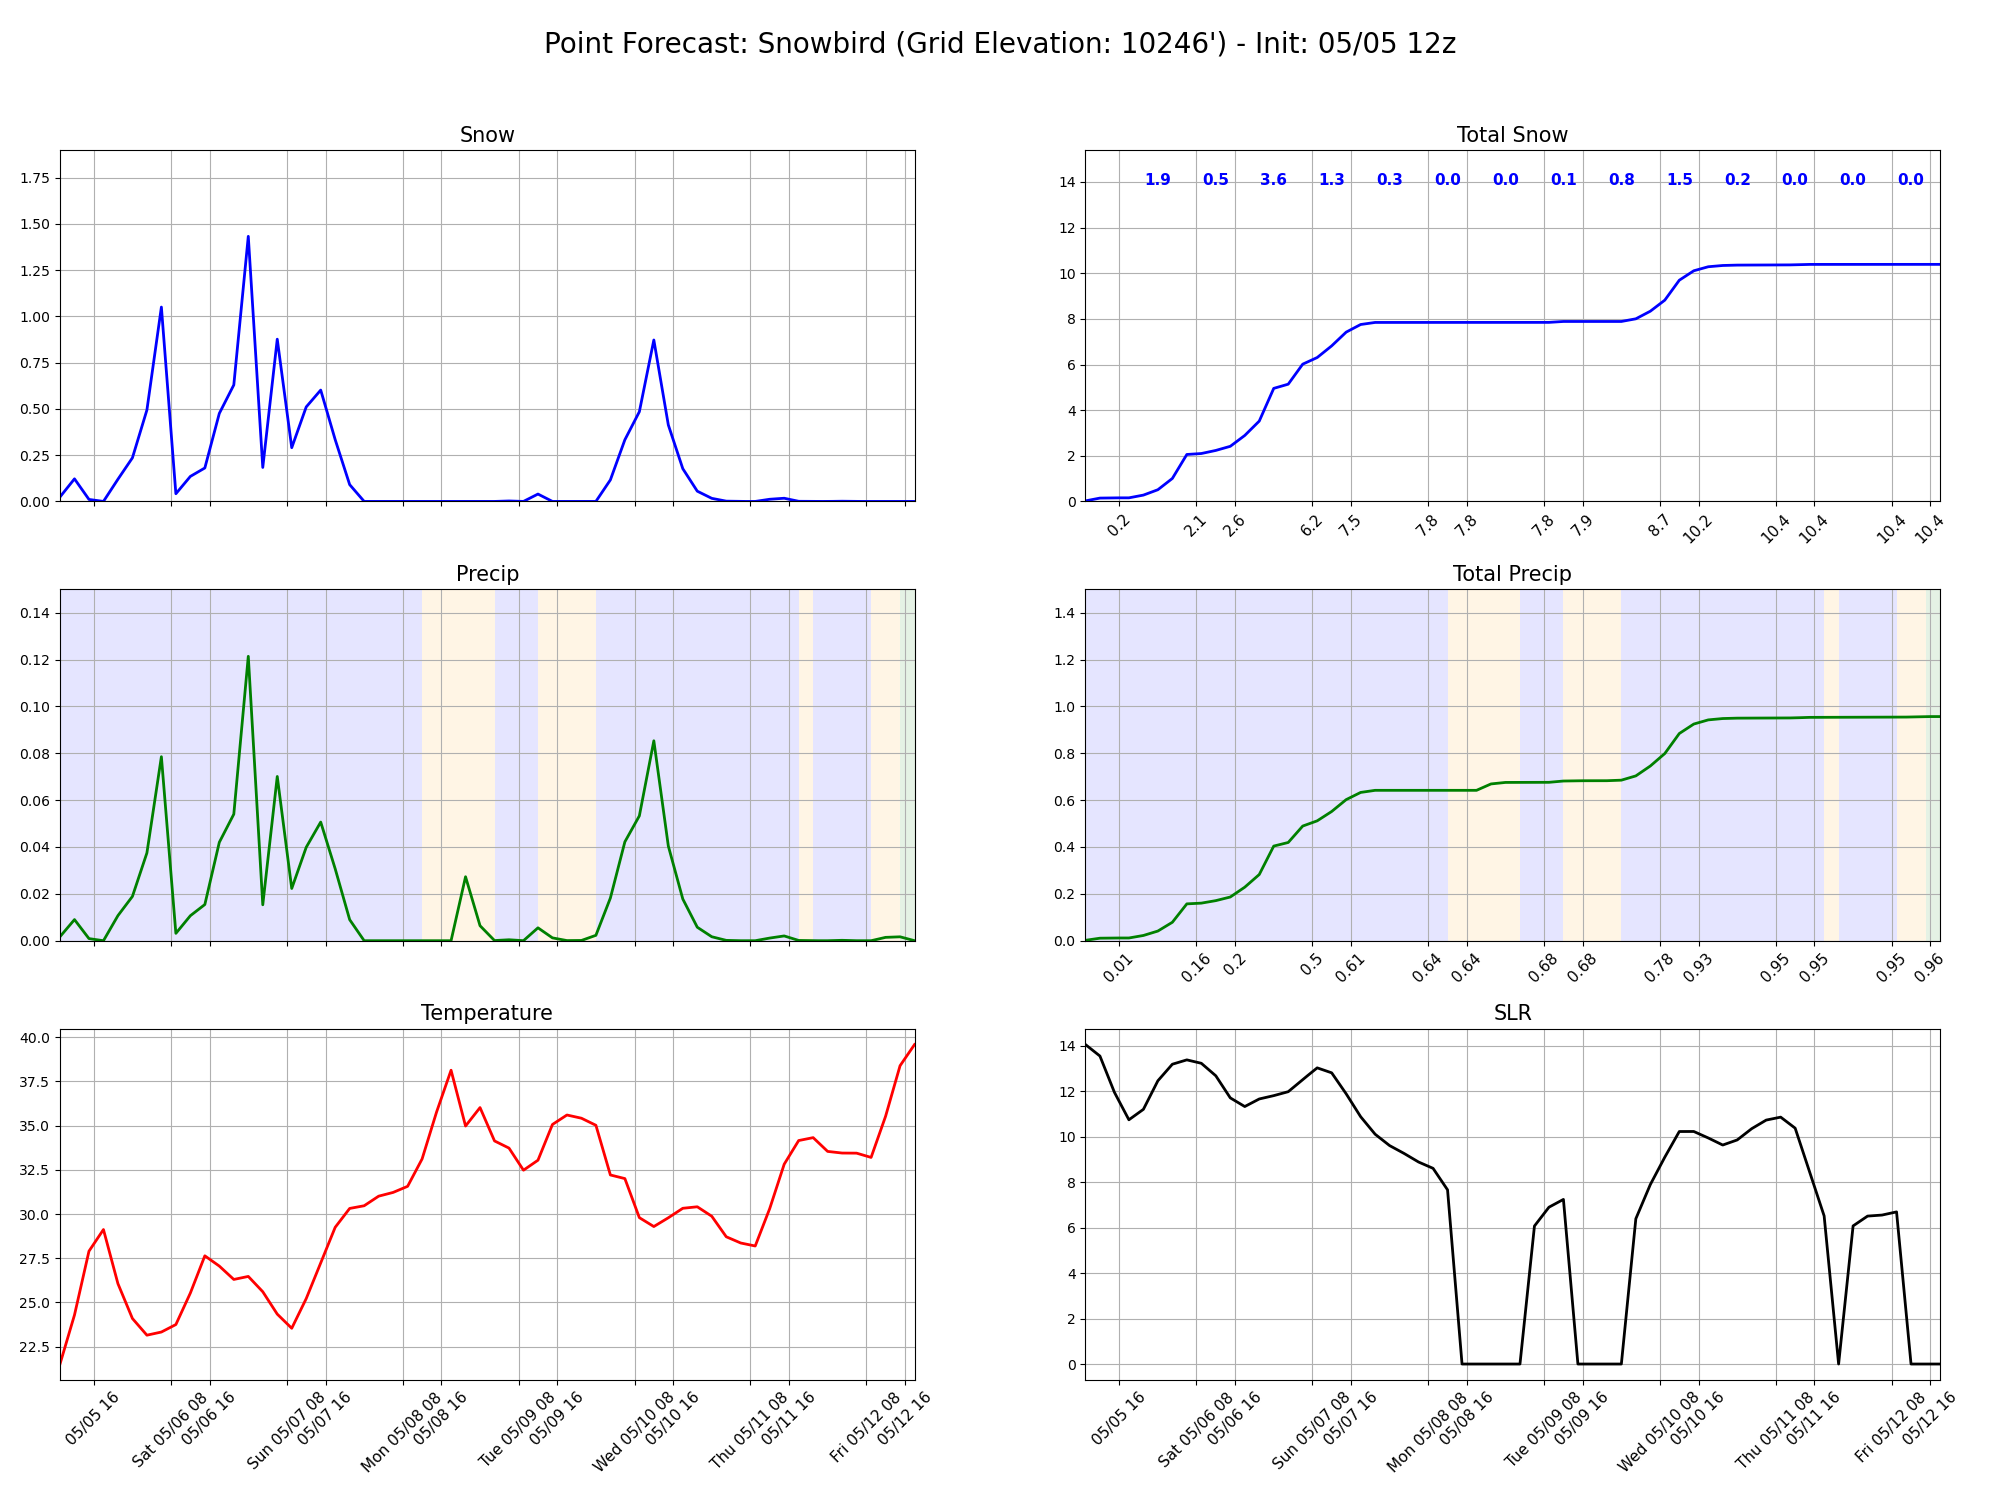 Point Forecast: Snowbird (Grid Elevation: 10246') - Init: 05/05 12z
Snow
1.75
1.50
1.25
1.00
0.75
0.50
0.25
0.00
Total Snow
1.9 0.5 3.6 1.3 0.3 0.0 0.0 0.1 0.8 1.5 0.2 0.0 0.0 0.0
14
12
10
8
6
4
2
0
0.2 2.1 2.6 6.2 7.5 7.8 7.8 7.8 7.9 8.7 10.2 10.4 10.4 10.4 10.4
Precip
0.14
0.12
0.10
0.08
0.06
0.04
0.02
0.00
Total Precip
1.4
1.2
1.0
0.8
0.6
0.4
0.2
0.0
0.01 0.16 0.2 0.5 0.61 0.64 0.64 0.68 0.68 0.78 0.93 0.95 0.95 0.95 0.96
Temperature
40.0
37.5
35.0
32.5
30.0
27.5
25.0
22.5
05/05 16
Sat 05/06 08
05/06 16
Sun 05/07 08
05/07 16
Mon 05/08 08
05/08 16
Tue 05/09 08
05/09 16
Wed 05/10 08
05/10 16
Thu 05/11 08
05/11 16
Fri 05/12 08
05/12 16
SLR
14
12
10
8
6
4
2
0
05/05 16
Sat 05/06 08
05/06 16
Sun 05/07 08
05/07 16
Mon 05/08 08
05/08 16
Tue 05/09 08
05/09 16
Wed 05/10 08
05/10 16
Thu 05/11 08
05/11 16
Fri 05/12 08
05/12 16